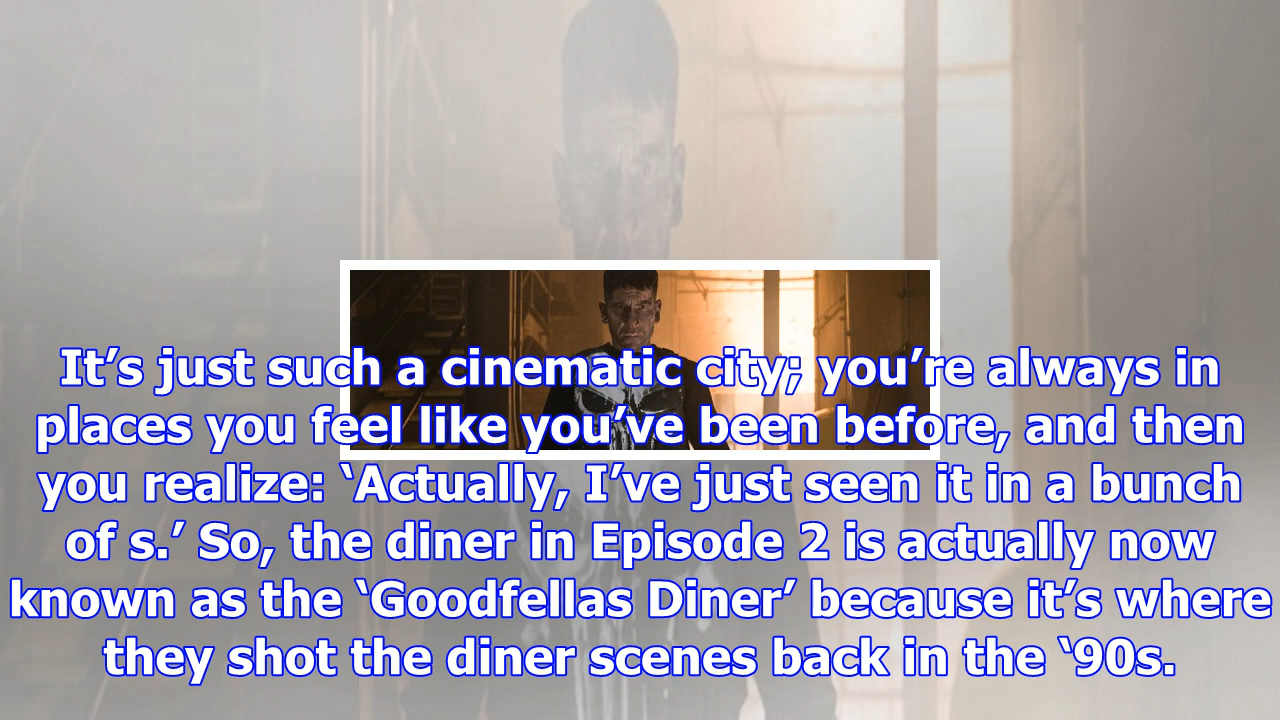 It’s just such a cinematic city; you’re always in
places you feel like you’ve been before, and then
you realize: ‘Actually, I’ve just seen it in a bunch
of s.’ So, the diner in Episode 2 is actually now
known as the ‘Goodfellas Diner’ because it’s where
they shot the diner scenes back in the ‘90s.